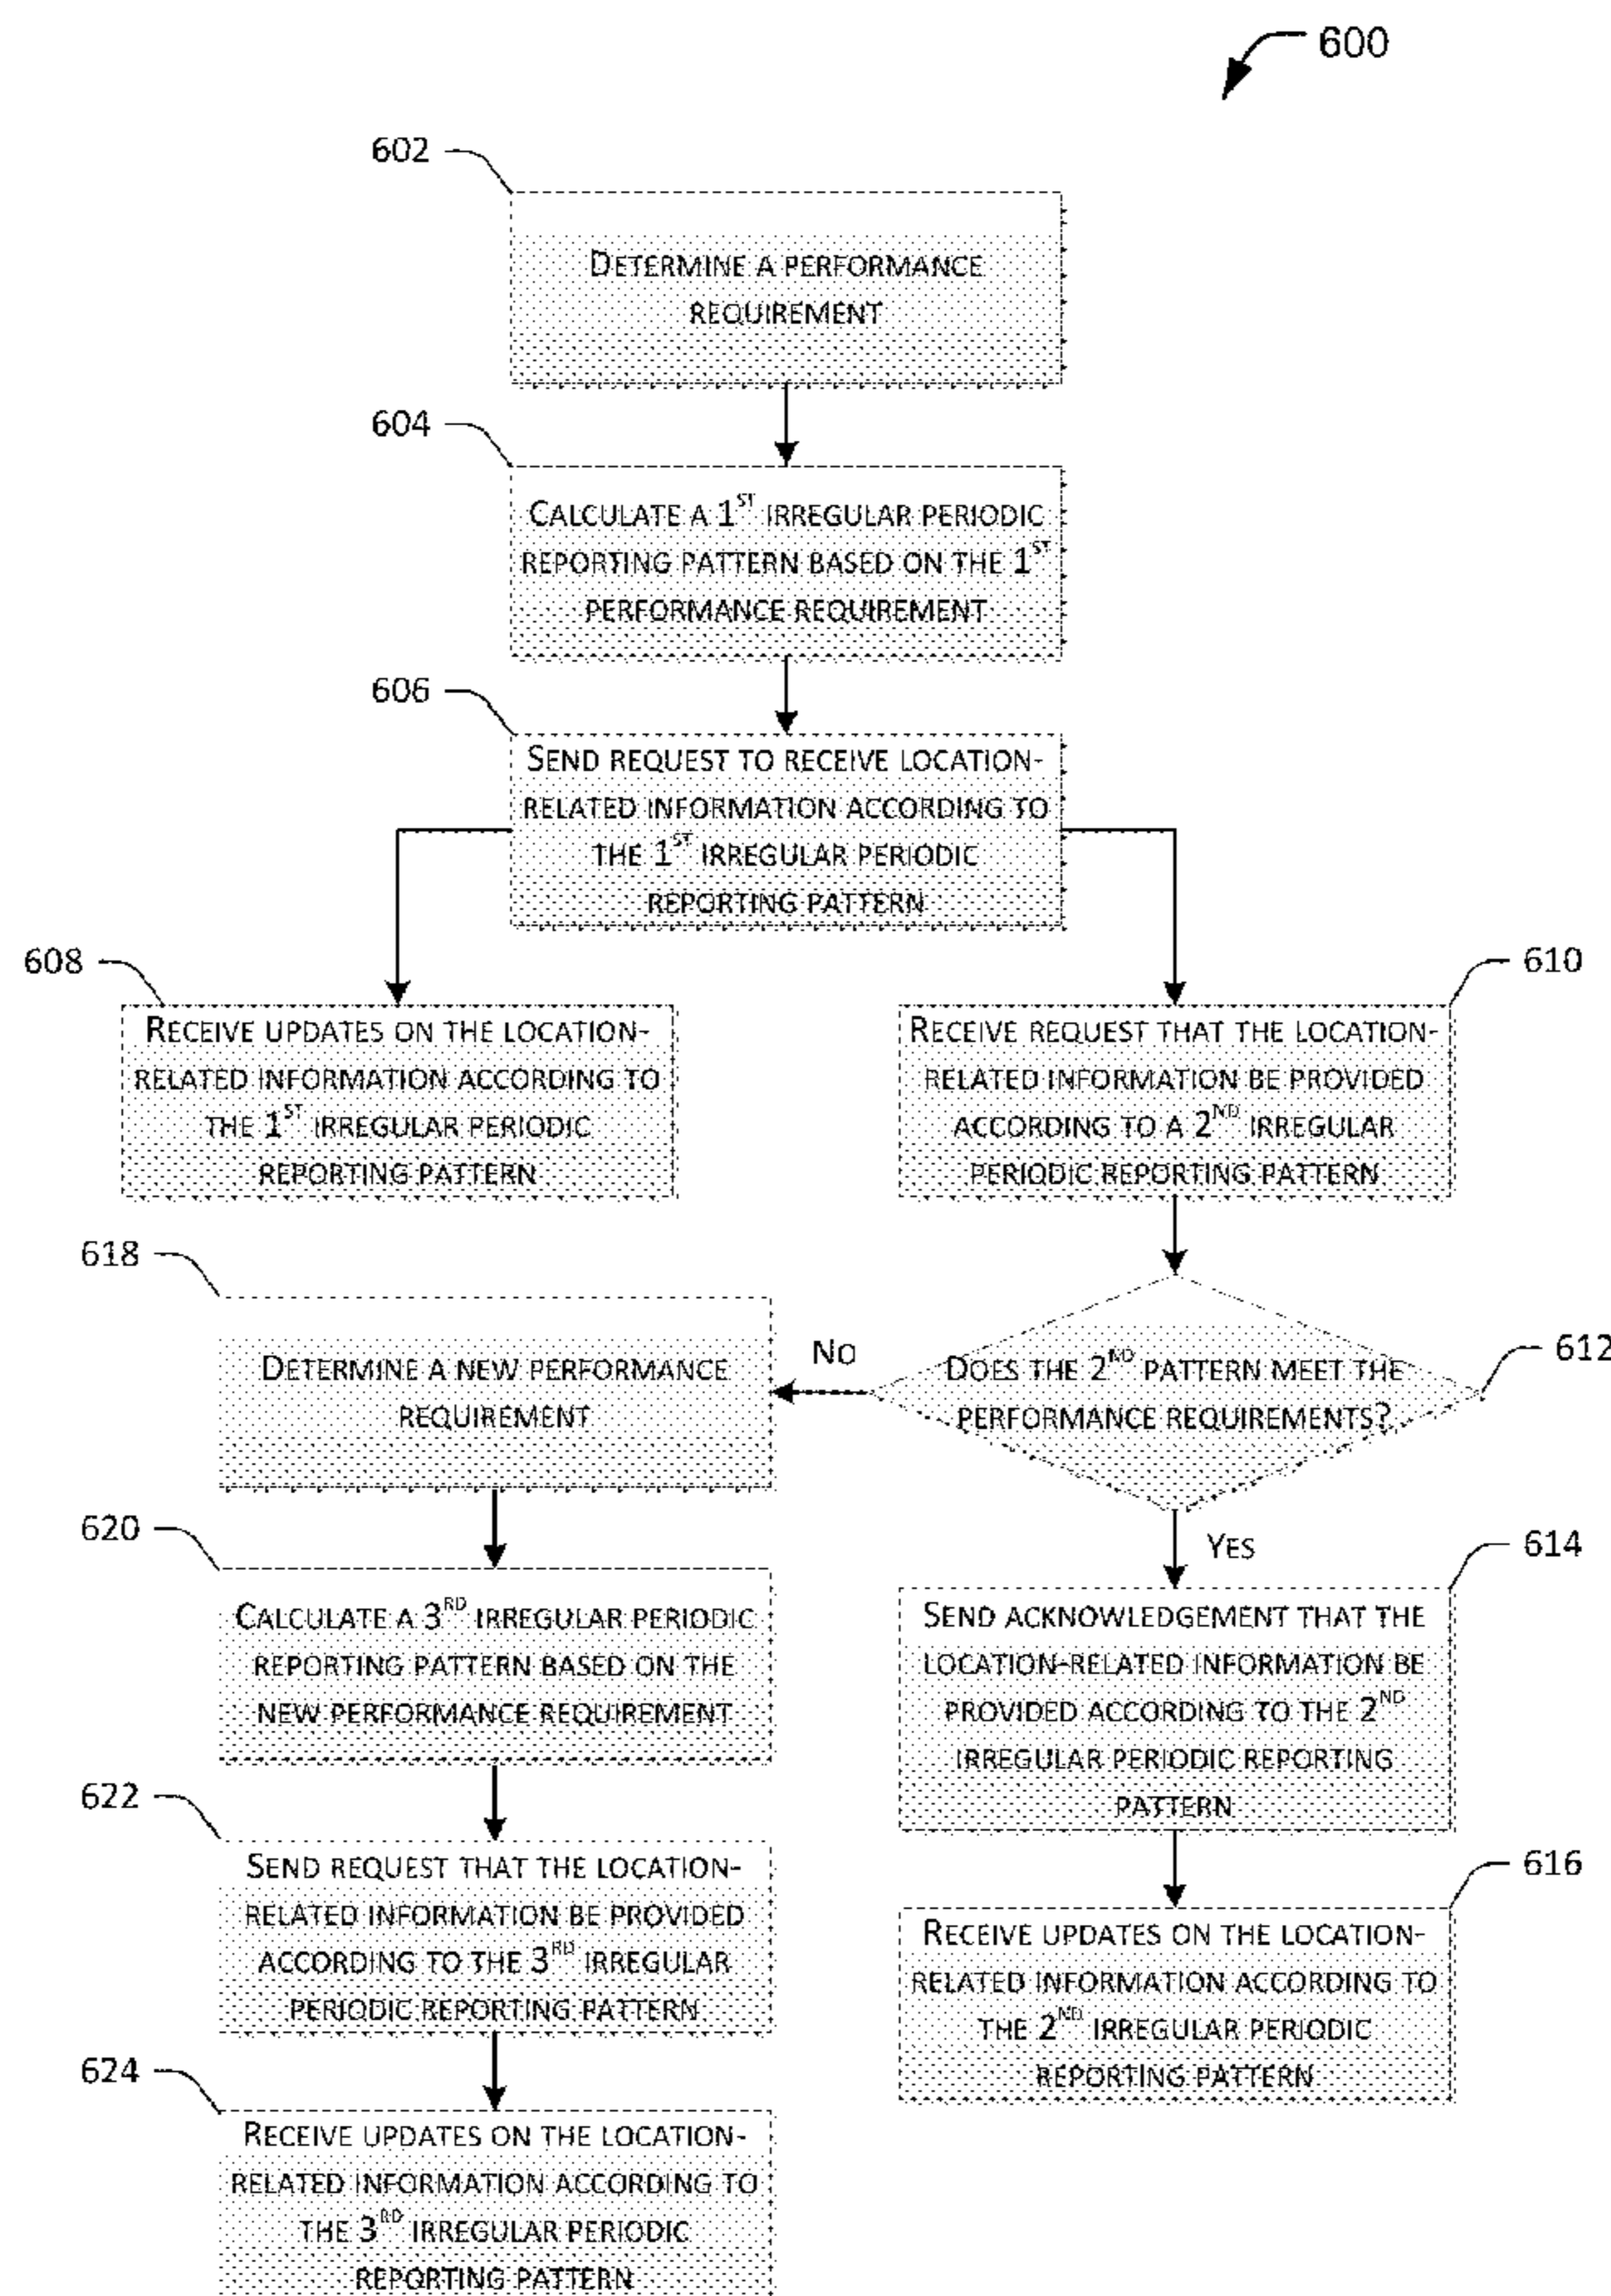 600
602
DETERMINE A PERFORMANCE
REQUIREMENT
604
CALCULATE A 1ST IRREGULAR PERIODIC
REPORTING PATTERN BASED ON THE 1ST
PERFORMANCE REQUIREMENT
606
SEND REQUEST TO RECEIVE LOCATION-
RELATED INFORMATION ACCORDING TO
THE 1ST IRREGULAR PERIODIC
REPORTING PATTERN
608
RECEIVE UPDATES ON THE LOCATION-
RELATED INFORMATION ACCORDING TO
THE 1ST IRREGULAR PERIODIC
REPORTING PATTERN
610
RECEIVE REQUEST THAT THE LOCATION-
RELATED INFORMATION BE PROVIDED
ACCORDING TO A 2ND IRREGULAR
PERIODIC REPORTING PATTERN
612
DOES THE 2ND PATTERN MEET THE
PERFORMANCE REQUIREMENTS?
NO
YES
614
SEND ACKNOWLEDGEMENT THAT THE
LOCATION-RELATED INFORMATION BE
PROVIDED ACCORDING TO THE 2ND
IRREGULAR PERIODIC REPORTING
PATTERN
616
RECEIVE UPDATES ON THE LOCATION-
RELATED INFORMATION ACCORDING TO
THE 2ND IRREGULAR PERIODIC
REPORTING PATTERN
618
DETERMINE A NEW PERFORMANCE
REQUIREMENT
620
CALCULATE A 3RD IRREGULAR PERIODIC
REPORTING PATTERN BASED ON THE
NEW PERFORMANCE REQUIREMENT
622
SEND REQUEST THAT THE LOCATION-
RELATED INFORMATION BE PROVIDED
ACCORDING TO THE 3RD IRREGULAR
PERIODIC REPORTING PATTERN
624
RECEIVE UPDATES ON THE LOCATION-
RELATED INFORMATION ACCORDING TO
THE 3RD IRREGULAR PERIODIC
REPORTING PATTERN